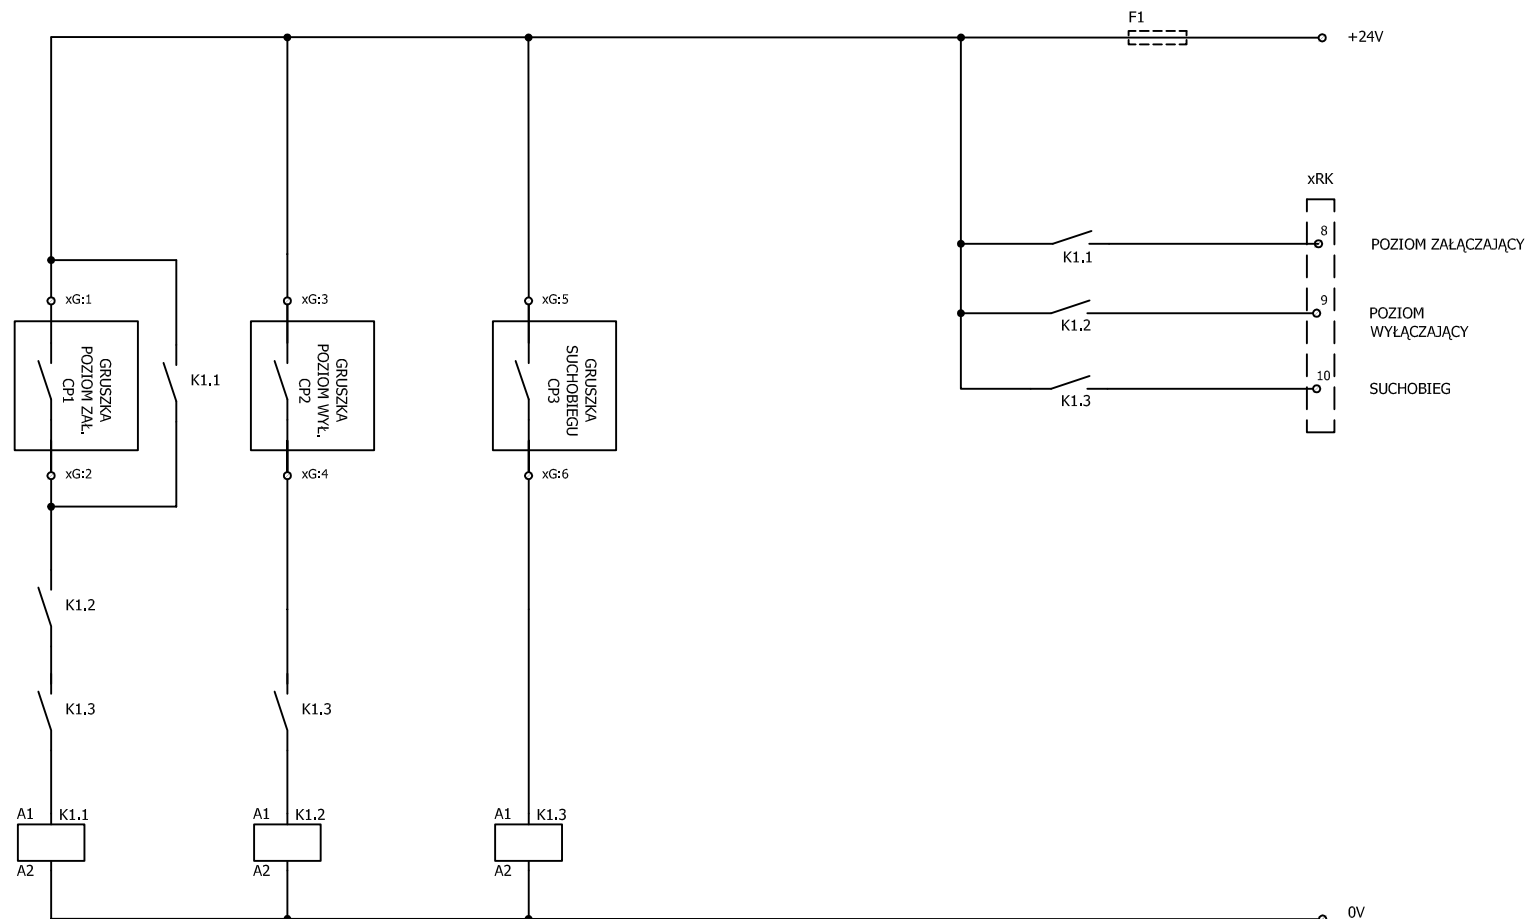 F1
+24V
xRK
8
POZIOM ZAŁĄCZAJĄCY
K1.1
9
POZIOM
WYŁĄCZAJĄCY
K1.2
10
SUCHOBIEG
K1.3
xG:1
xG:3
xG:5
GRUSZKA
POZIOM ZAŁ.
CP1
K1.1
GRUSZKA
POZIOM WYŁ.
CP2
GRUSZKA
SUCHOBIEGU
CP3
xG:2
xG:4
xG:6
K1.2
K1.3
K1.3
A1 K1.1
A1 K1.2
A1 K1.3
A2
A2
A2
0V